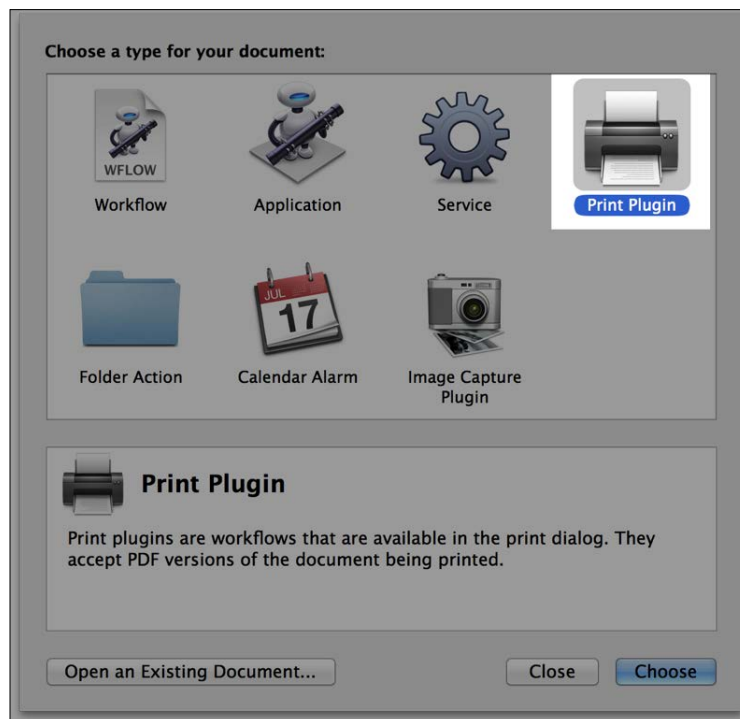 Choose a type for your document:
WFLOW
Workflow
Application
Service
Print Plugin
JUL
17
Folder Action
Calendar Alarm
Image Capture
Plugin
Print Plugin
Print plugins are workflows that are available in the print dialog. They
accept PDF versions of the document being printed.
Open an Existing Document...
Close
Choose